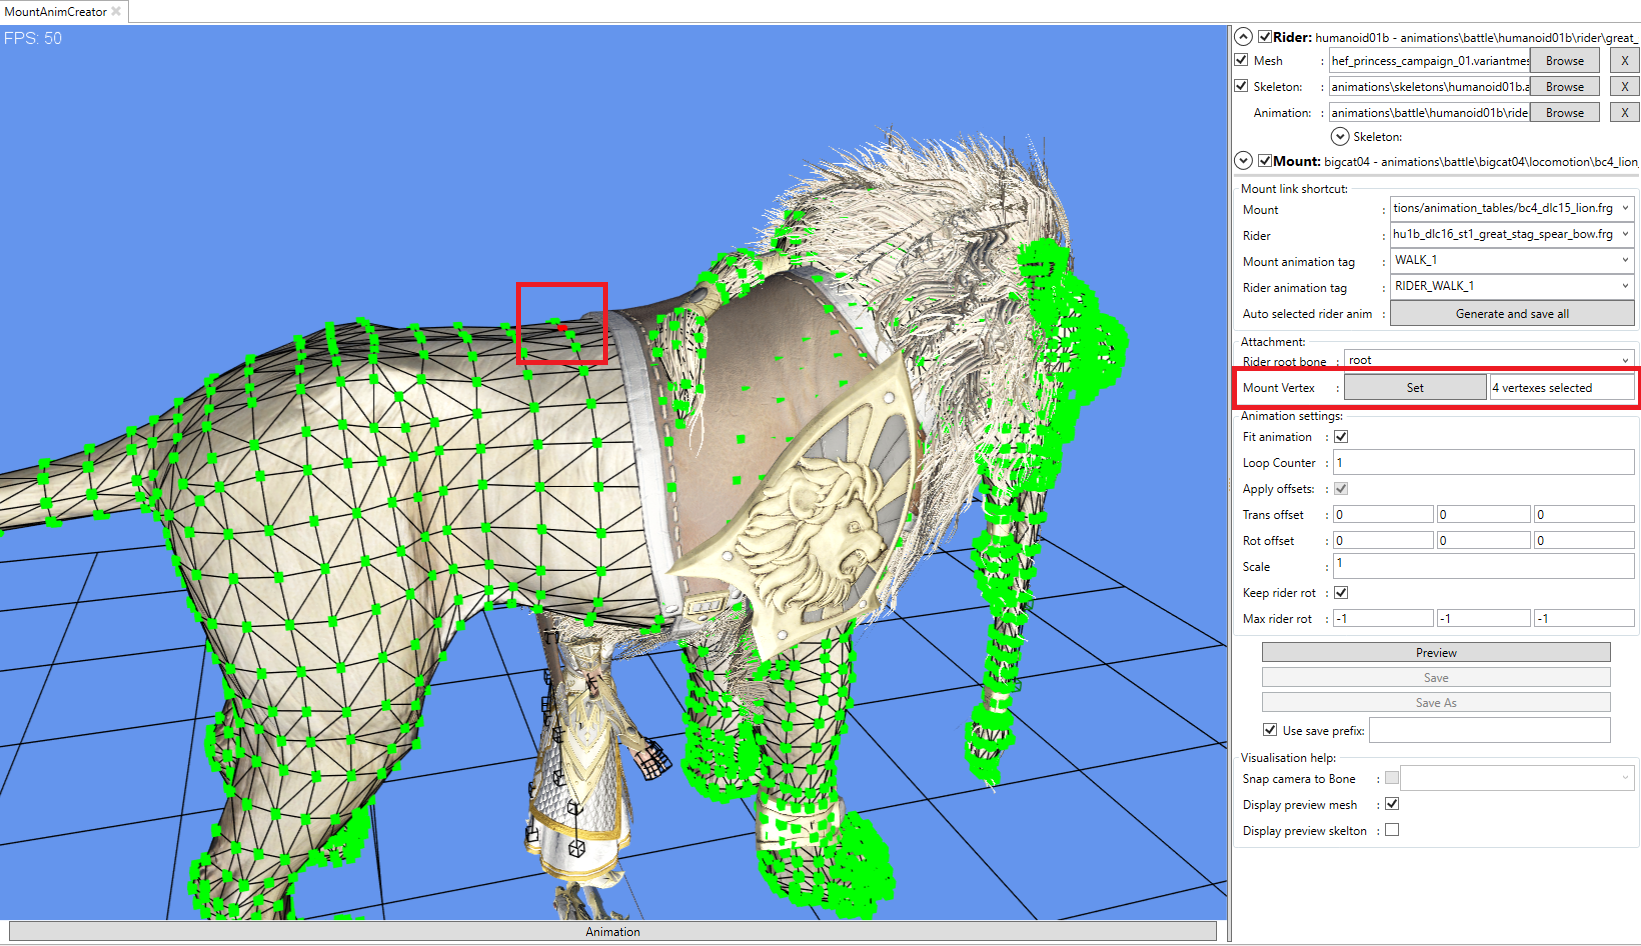 MountAnimCreator
FPS: 50
Rider: humanoid01b - animations\battle\humanoid01b\rider\great_
Mesh : hef_princess_campaign_01.variantmes Browse X
Skeleton: : animations\skeletons\humanoid01b.a Browse X
Animation: : animations\battle\humanoid01b\ride Browse X
Skeleton:
Mount: bigcat04 - animations\battle\bigcat04\locomotion\bc4_lion_
Mount link shortcut:
Mount : tions/animation_tables/bc4_dlc15_lion.frg
Rider : hu1b_dlc16_st1_great_stag_spear_bow.frg
Mount animation tag : WALK_1
Rider animation tag : RIDER_WALK_1
Auto selected rider anim : Generate and save all
Attachment:
Rider root bone : root
Mount Vertex : Set 4 vertexes selected
Animation settings:
Fit animation :
Loop Counter : 1
Apply offsets: :
Trans offset : 0 0 0
Rot offset : 0 0 0
Scale : 1
Keep rider rot :
Max rider rot : -1 -1 -1
Preview
Save
Save As
Use save prefix:
Visualisation help:
Snap camera to Bone :
Display preview mesh :
Display preview skelton :
Animation